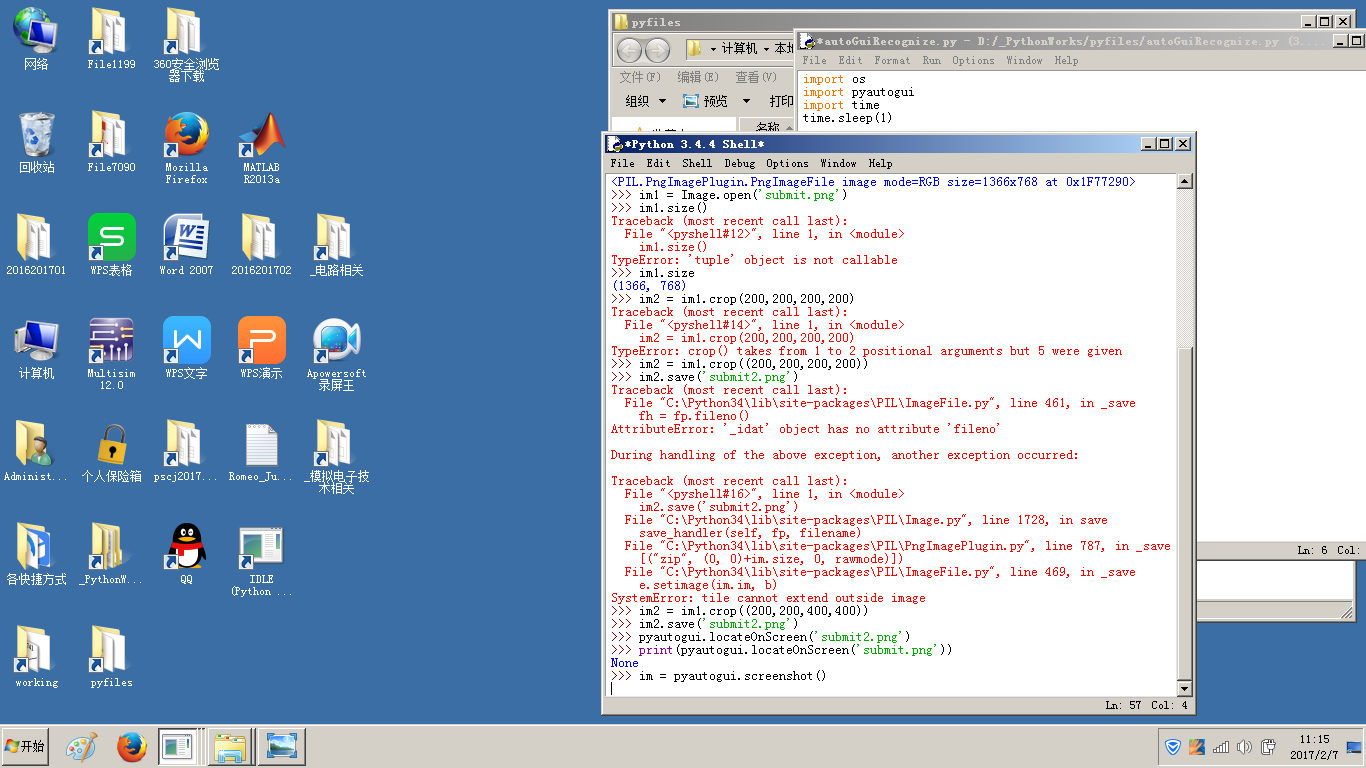 网络
File1199
360安全浏览
器下载
回收站
File7090
Mozilla
Firefox
MATLAB
R2013a
2016201701
WPS表格
Word 2007
2016201702
_电路相关
计算机
Multisim
12.0
WPS文字
WPS演示
Apowersoft
录屏王
Administ...
个人保险箱
pscj2017...
Romeo_Ju...
_模拟电子技
术相关
各快捷方式
_PythonW...
QQ
IDLE
(Python ...
working
pyfiles
pyfiles
计算机
文件(F) 编辑(E) 查看(V)
组织 预览 打印
名称
*autoGuiRecognize.py - D:/_PythonWorks/pyfiles/autoGuiRecognize.py (3...
File Edit Format Run Options Window Help
import os
import pyautogui
import time
time.sleep(1)
Ln: 6 Col:
*Python 3.4.4 Shell*
File Edit Shell Debug Options Window Help
<PIL.PngImagePlugin.PngImageFile image mode=RGB size=1366x768 at 0x1F77290>
>>> im1 = Image.open('submit.png')
>>> im1.size()
Traceback (most recent call last):
  File "<pyshell#12>", line 1, in <module>
    im1.size()
TypeError: 'tuple' object is not callable
>>> im1.size
(1366, 768)
>>> im2 = im1.crop(200,200,200,200)
Traceback (most recent call last):
  File "<pyshell#14>", line 1, in <module>
    im2 = im1.crop(200,200,200,200)
TypeError: crop() takes from 1 to 2 positional arguments but 5 were given
>>> im2 = im1.crop((200,200,200,200))
>>> im2.save('submit2.png')
Traceback (most recent call last):
  File "C:\Python34\lib\site-packages\PIL\ImageFile.py", line 461, in _save
    fh = fp.fileno()
AttributeError: '_idat' object has no attribute 'fileno'
During handling of the above exception, another exception occurred:
Traceback (most recent call last):
  File "<pyshell#16>", line 1, in <module>
    im2.save('submit2.png')
  File "C:\Python34\lib\site-packages\PIL\Image.py", line 1728, in save
    save_handler(self, fp, filename)
  File "C:\Python34\lib\site-packages\PIL\PngImagePlugin.py", line 787, in _save
    [("zip", (0, 0)+im.size, 0, rawmode)])
  File "C:\Python34\lib\site-packages\PIL\ImageFile.py", line 469, in _save
    e.setimage(im.im, b)
SystemError: tile cannot extend outside image
>>> im2 = im1.crop((200,200,400,400))
>>> im2.save('submit2.png')
>>> pyautogui.locateOnScreen('submit2.png')
>>> print(pyautogui.locateOnScreen('submit.png'))
None
>>> im = pyautogui.screenshot()
Ln: 57 Col: 4
开始
11:15
2017/2/7